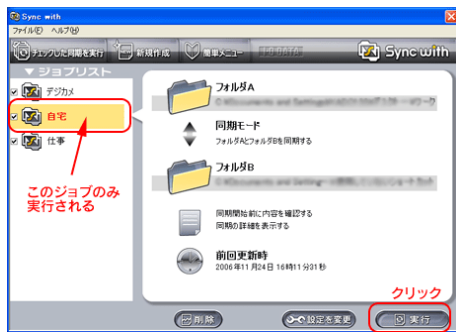 Sync with
ファイル(F) ヘルプ(H)
チェックした同期を実行
新規作成
簡単メニュー
I-O DATA
Sync with
▼ジョブリスト
デジカメ
自宅
仕事
このジョブのみ
実行される
フォルダA
同期モード
フォルダAとフォルダBを同期する
フォルダB
同期開始前に内容を確認する
同期の詳細を表示する
前回更新時
2006年11月24日 16時11分31秒
クリック
削除
設定を変更
実行